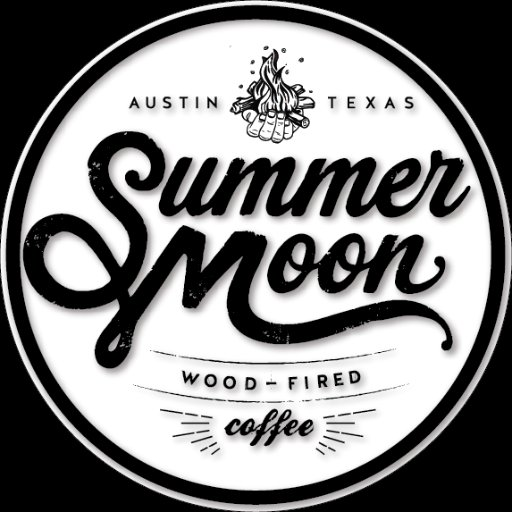 AUSTIN TEXAS
Summer
Moon
WOOD-FIRED
coffee